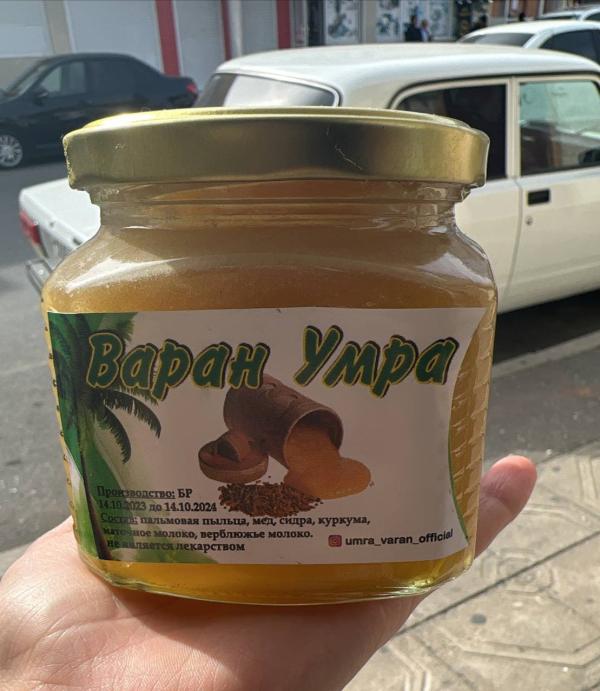 Варан Умра
Производство: БР
14.10.2023 до 14.10.2024
Состав: пальмовая пыльца, мед, сидра, куркума,
маточное молоко, верблюжье молоко.
не является лекарством
umra_varan_official